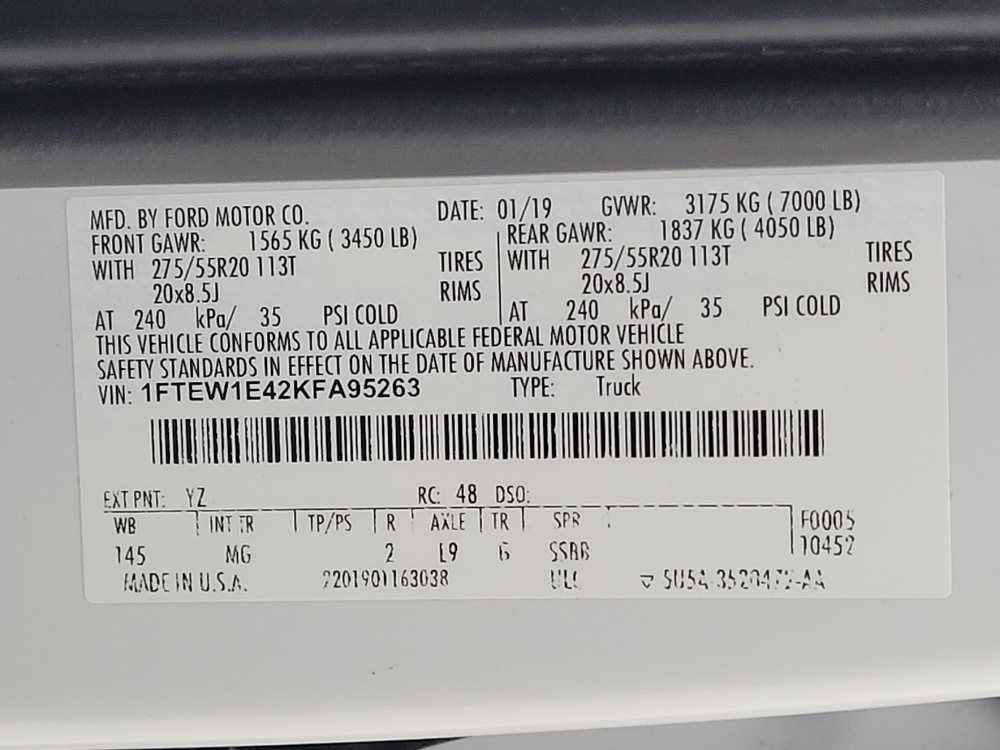 MFD. BY FORD MOTOR CO. DATE: 01/19 GVWR: 3175 KG ( 7000 LB)
FRONT GAWR: 1565 KG ( 3450 LB) REAR GAWR: 1837 KG ( 4050 LB)
WITH 275/55R20 113T TIRES WITH 275/55R20 113T TIRES
20x8.5J RIMS 20x8.5J RIMS
AT 240 kPa/ 35 PSI COLD AT 240 kPa/ 35 PSI COLD
THIS VEHICLE CONFORMS TO ALL APPLICABLE FEDERAL MOTOR VEHICLE
SAFETY STANDARDS IN EFFECT ON THE DATE OF MANUFACTURE SHOWN ABOVE.
VIN: 1FTEW1E42KFA95263 TYPE: Truck
EXT PNT: YZ RC: 48 DSO:
WB INT TR TP/PS R AXLE TR SPR F0005
145 MG 2 L9 6 10452
MADE IN U.S.A.